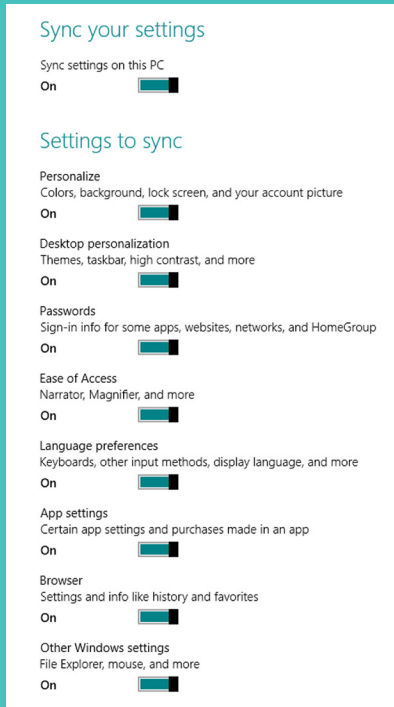 Sync your settings
Sync settings on this PC
On
Settings to sync
Personalize
Colors, background, lock screen, and your account picture
On
Desktop personalization
Themes, taskbar, high contrast, and more
On
Passwords
Sign-in info for some apps, websites, networks, and HomeGroup
On
Ease of Access
Narrator, Magnifier, and more
On
Language preferences
Keyboards, other input methods, display language, and more
On
App settings
Certain app settings and purchases made in an app
On
Browser
Settings and info like history and favorites
On
Other Windows settings
File Explorer, mouse, and more
On